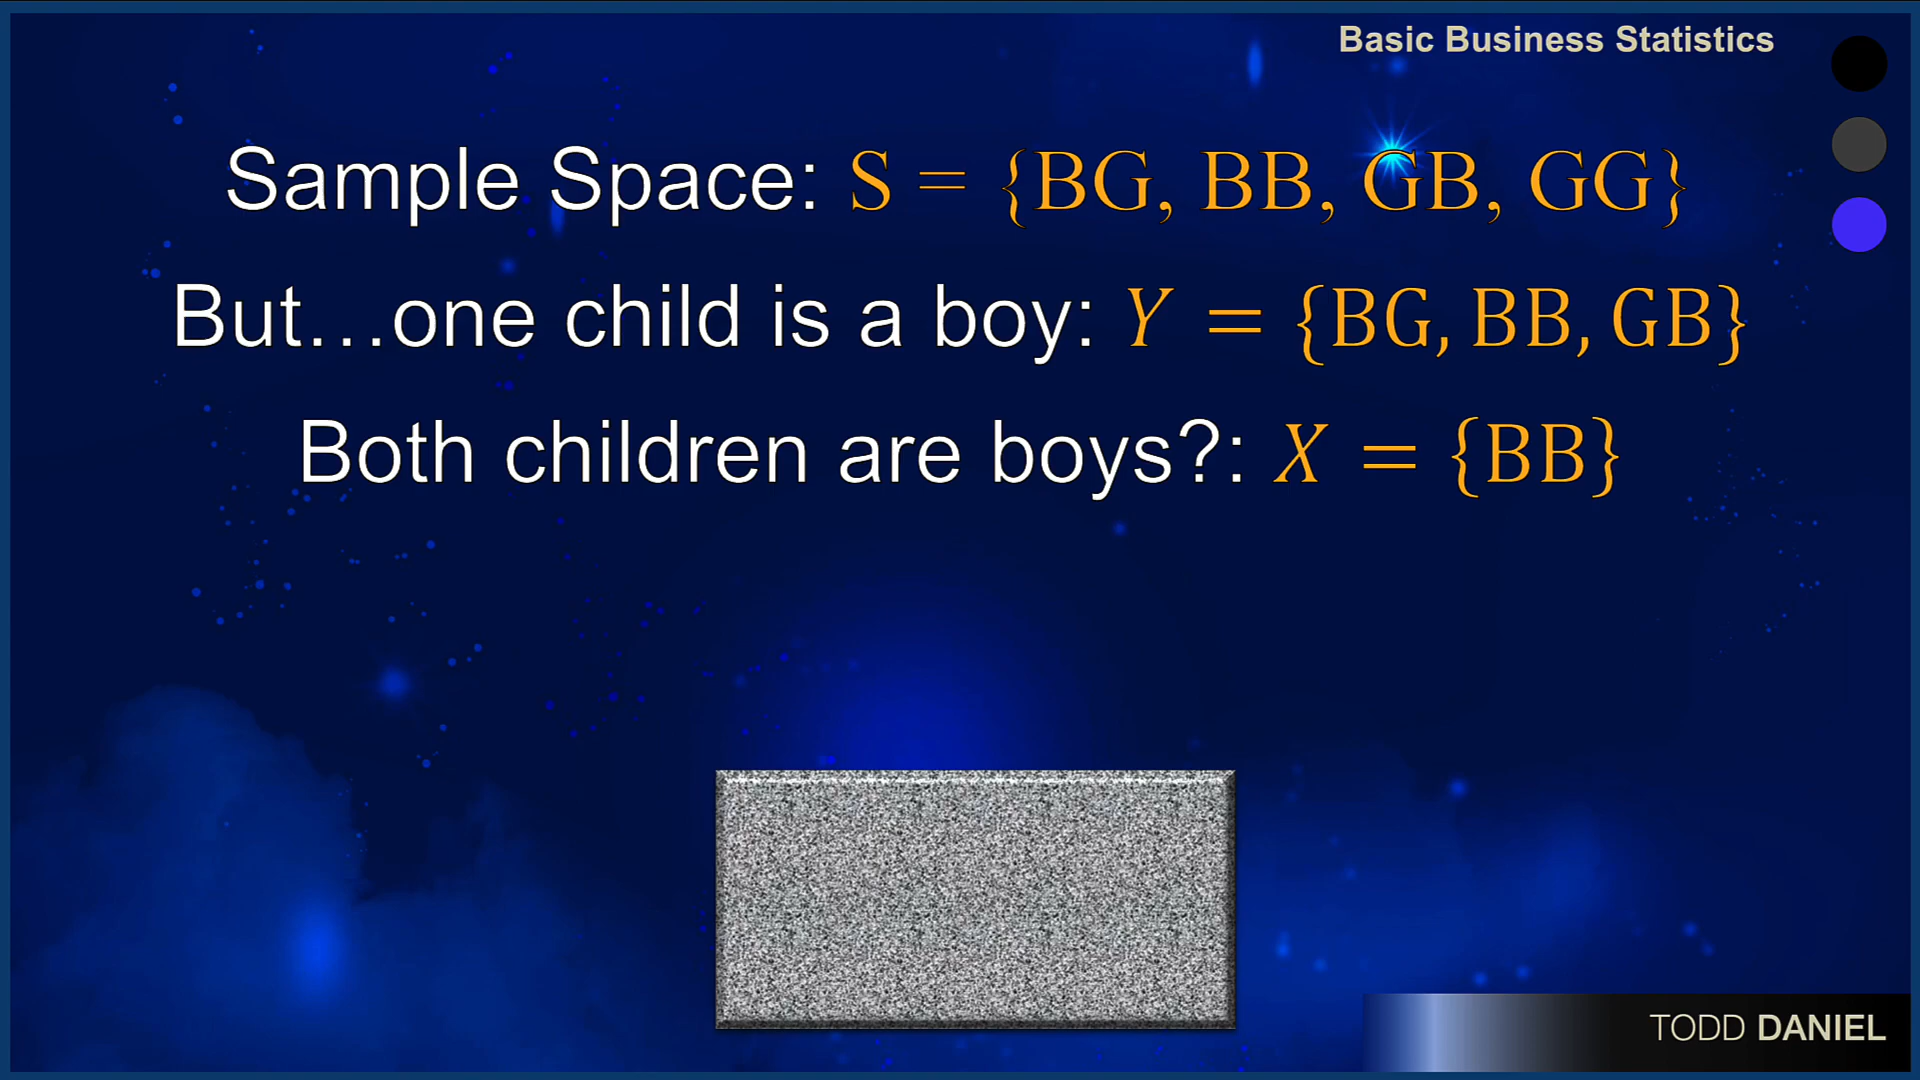 Basic Business Statistics
Sample Space: S = {BG, BB, GB, GG}
But…one child is a boy: Y = {BG, BB, GB}
Both children are boys?: X = {BB}
TODD DANIEL